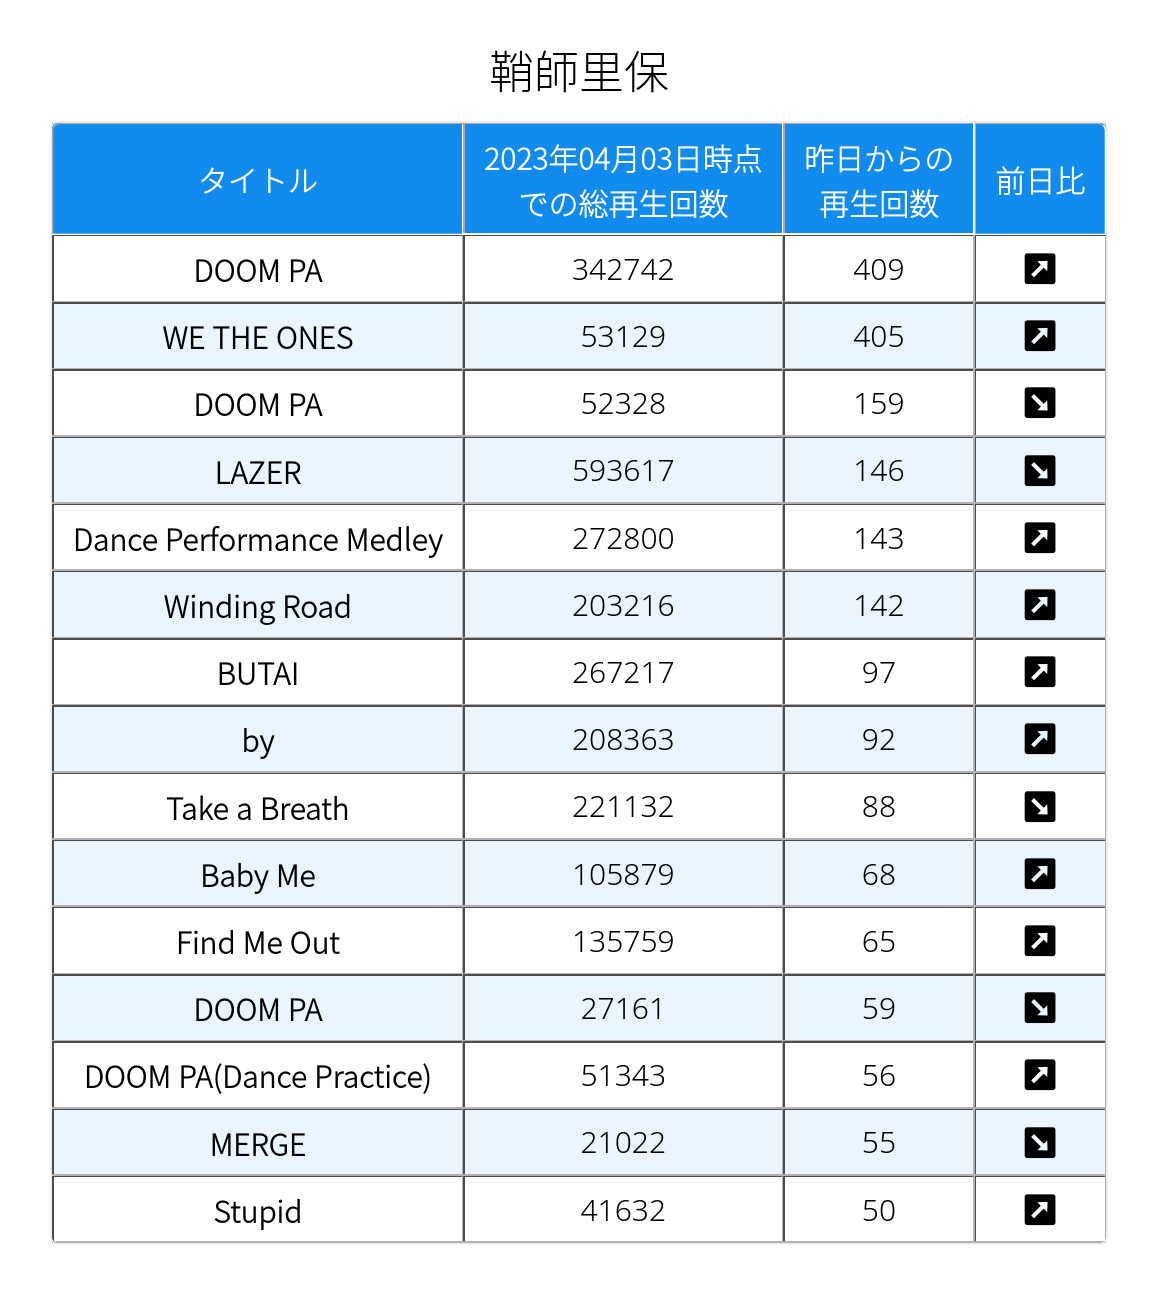 鞘師里保
タイトル
2023年04月03日時点
での総再生回数
昨日からの
再生回数
前日比
DOOM PA 342742 409
WE THE ONES 53129 405
DOOM PA 52328 159
LAZER 593617 146
Dance Performance Medley 272800 143
Winding Road 203216 142
BUTAI 267217 97
by 208363 92
Take a Breath 221132 88
Baby Me 105879 68
Find Me Out 135759 65
DOOM PA 27161 59
DOOM PA(Dance Practice) 51343 56
MERGE 21022 55
Stupid 41632 50